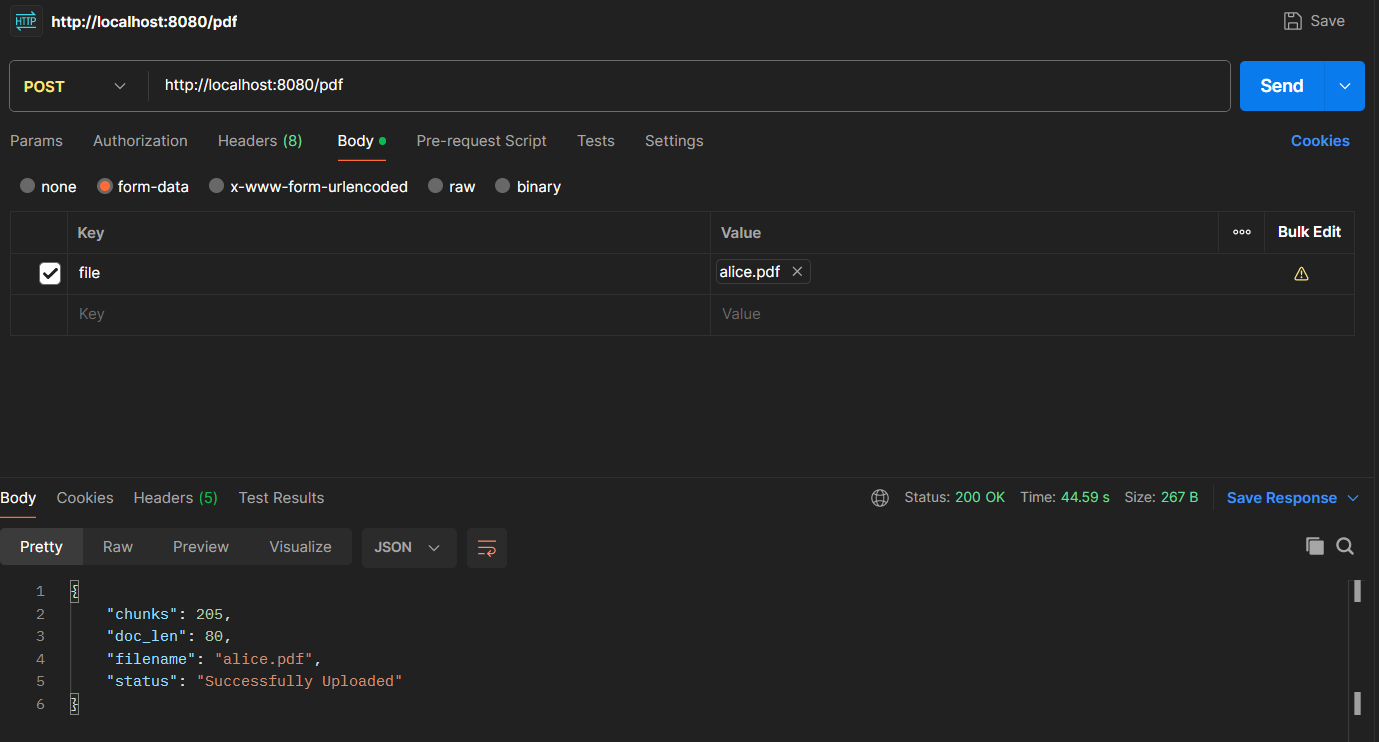 HTTP http://localhost:8080/pdf Save
POST http://localhost:8080/pdf Send
Params Authorization Headers (8) Body Pre-request Script Tests Settings Cookies
none form-data x-www-form-urlencoded raw binary
Key Value Bulk Edit
file alice.pdf
Key Value
Body Cookies Headers (5) Test Results Status: 200 OK Time: 44.59 s Size: 267 B Save Response
Pretty Raw Preview Visualize JSON
1 {
2 "chunks": 205,
3 "doc_len": 80,
4 "filename": "alice.pdf",
5 "status": "Successfully Uploaded"
6 }